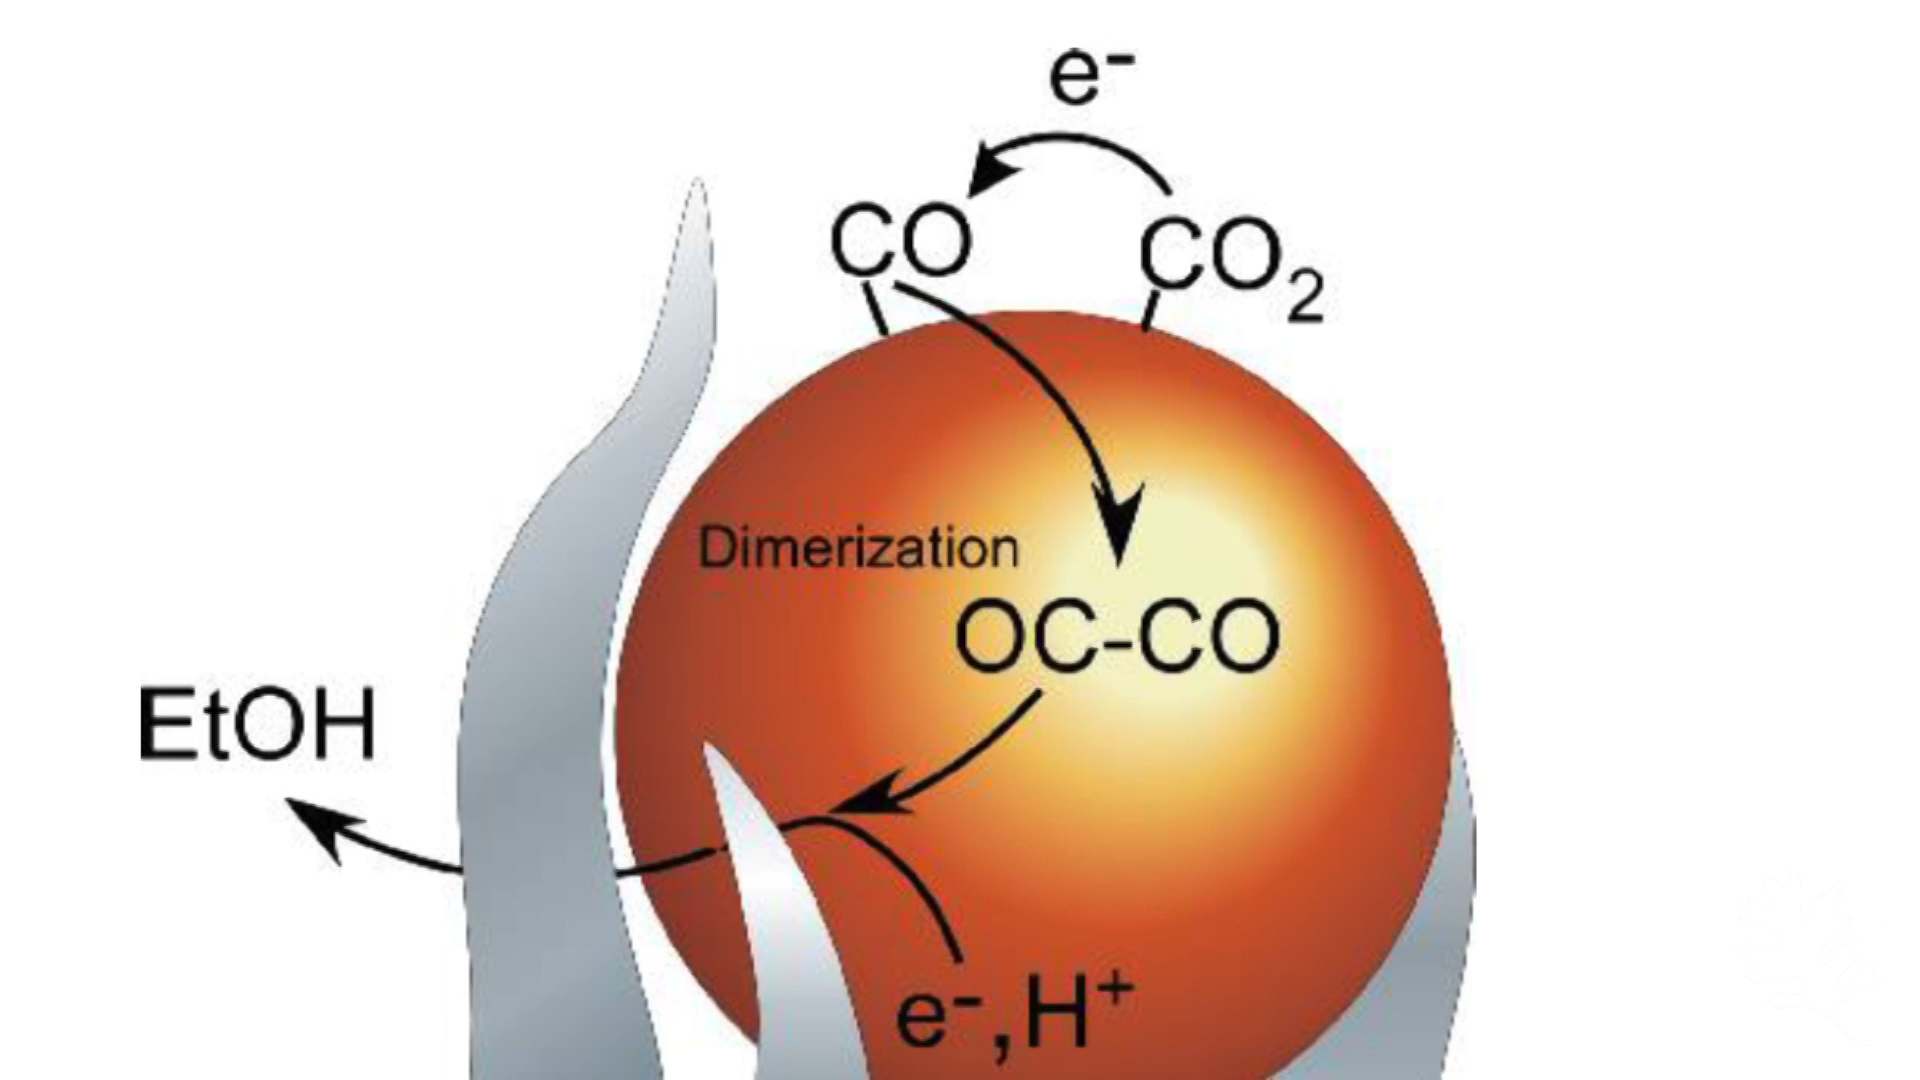 e⁻
CO
CO₂
Dimerization
OC-CO
EtOH
e⁻,H⁺